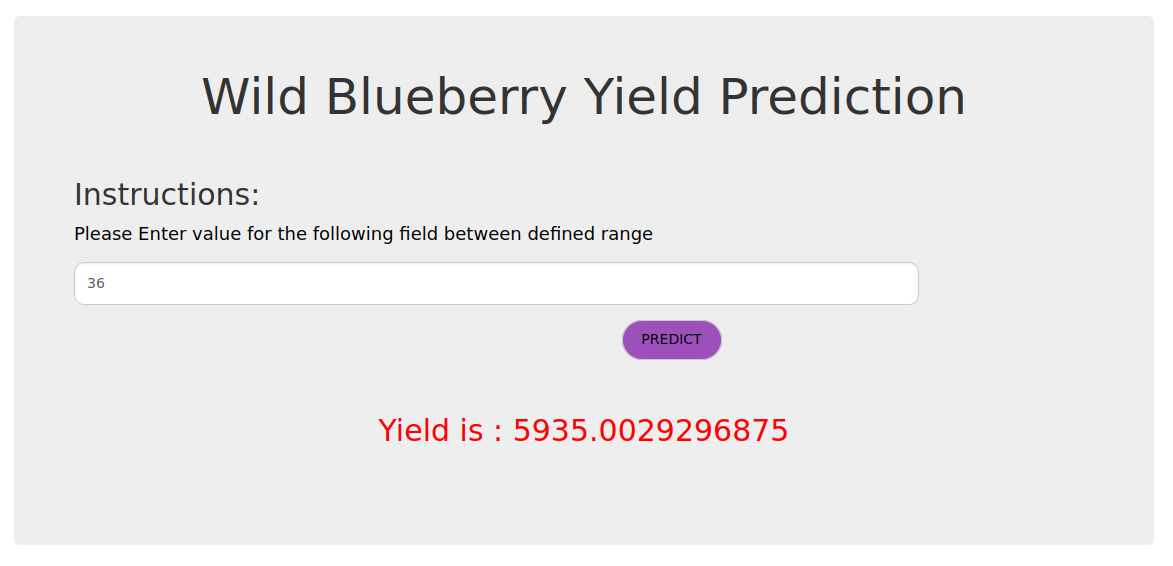 Wild Blueberry Yield Prediction
Instructions:
Please Enter value for the following field between defined range
36
PREDICT
Yield is : 5935.0029296875